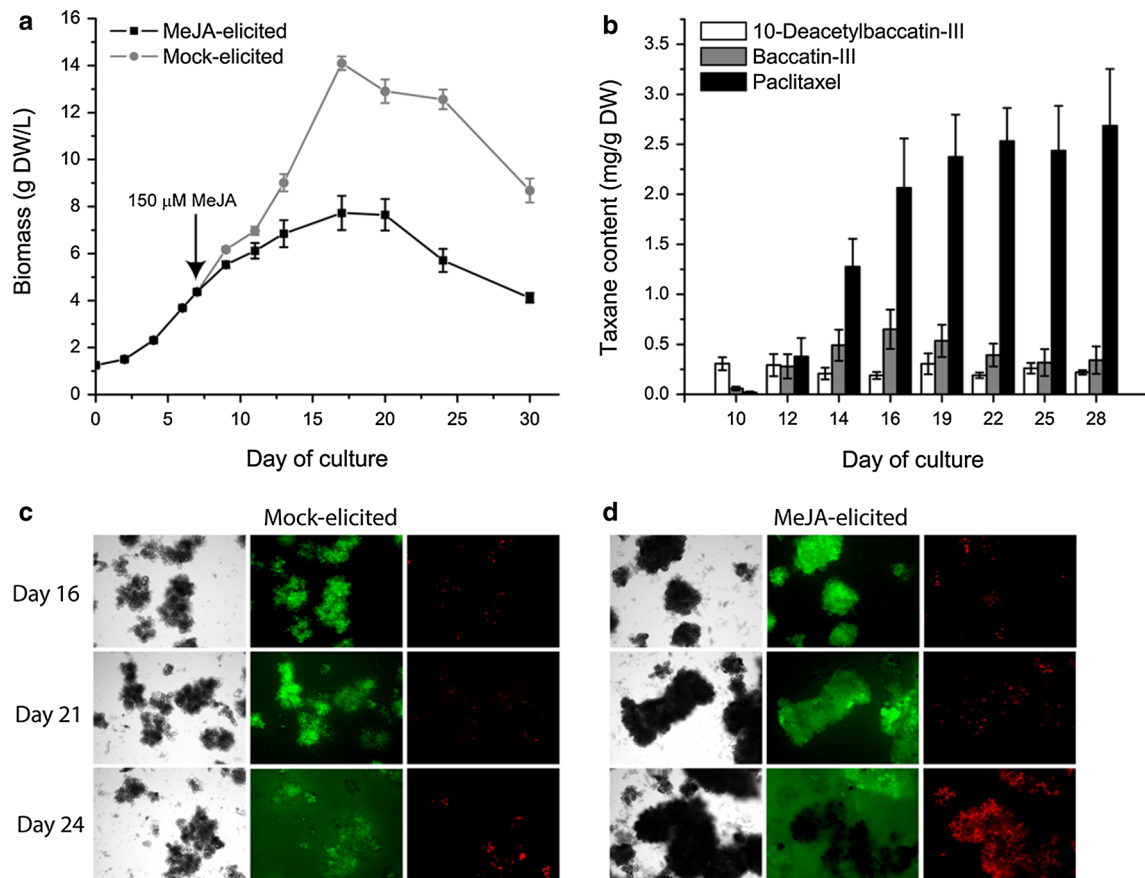 a
MeJA-elicited
Mock-elicited
150 µM MeJA
Biomass (g DW/L)
16
14
12
10
8
6
4
2
0
0 5 10 15 20 25 30
Day of culture
b
10-Deacetylbaccatin-III
Baccatin-III
Paclitaxel
Taxane content (mg/g DW)
3.5
3.0
2.5
2.0
1.5
1.0
0.5
0.0
10 12 14 16 19 22 25 28
Day of culture
c
Mock-elicited
d
MeJA-elicited
Day 16
Day 21
Day 24